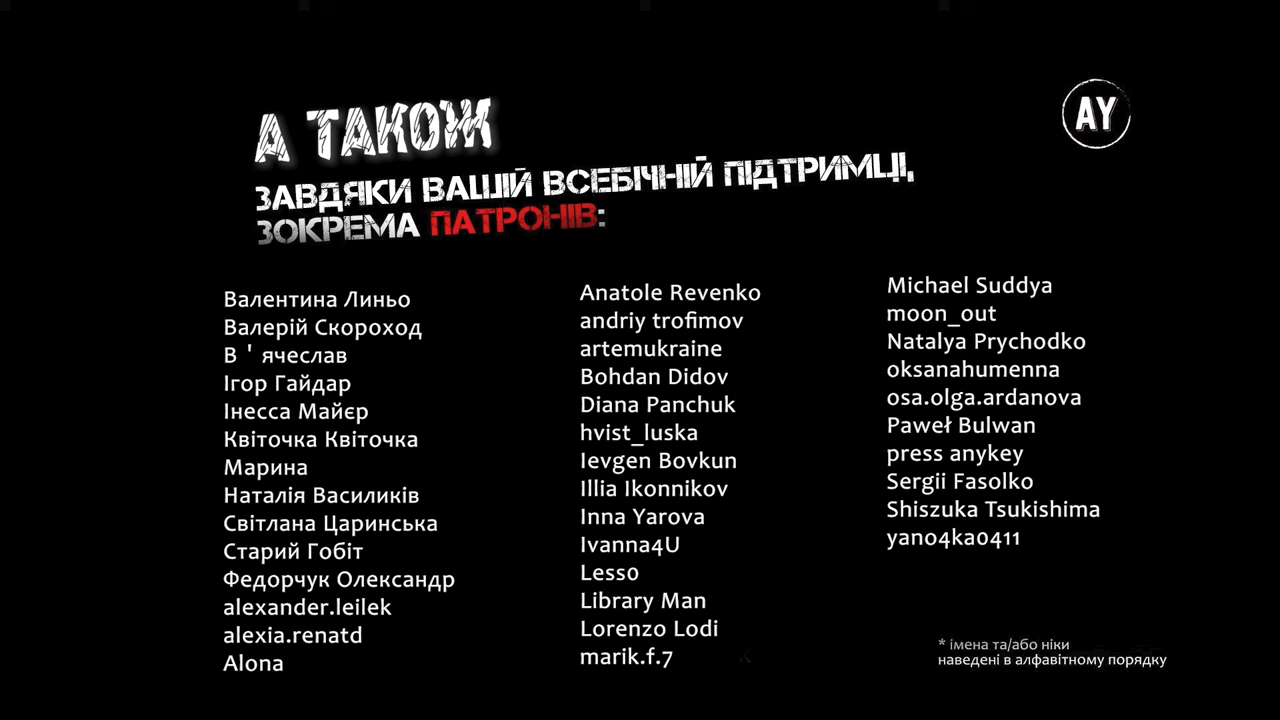 А ТАКОЖ
ЗАВДЯКИ ВАШІЙ ВСЕБІЧНІЙ ПІДТРИМЦІ,
ЗОКРЕМА ПАТРОНІВ:
AY
Валентина Линьо
Валерій Скороход
В ' ячеслав
Ігор Гайдар
Інесса Майєр
Квіточка Квіточка
Марина
Наталія Василиків
Світлана Царинська
Старий Гобіт
Федорчук Олександр
alexander.leilek
alexia.renatd
Alona
Anatole Revenko
andriy trofimov
artemukraine
Bohdan Didov
Diana Panchuk
hvist_luska
Ievgen Bovkun
Illia Ikonnikov
Inna Yarova
Ivanna4U
Less0
Library Man
Lorenzo Lodi
marik.f.7
Michael Suddya
moon_out
Natalya Prychodko
oksanahumenna
osa.olga.ardanova
Paweł Bulwan
press anykey
Sergii Fasolko
Shiszuka Tsukishima
yano4ka0411
* імена та/або ніки
наведені в алфавітному порядку